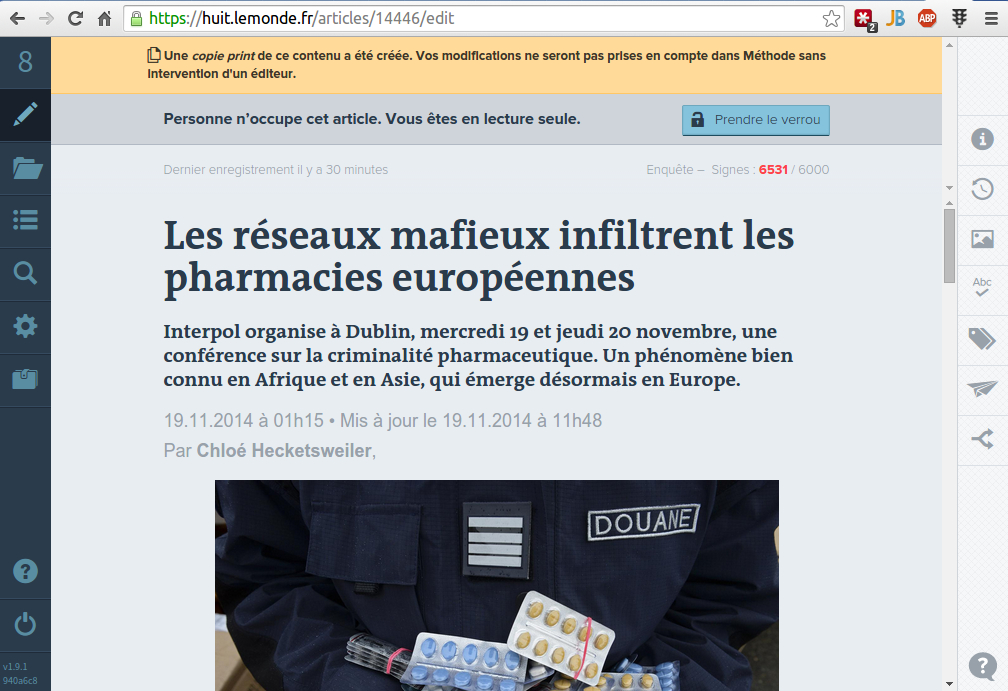 https://huit.lemonde.fr/articles/14446/edit
2
JB
ABP
8
Une copie print de ce contenu a été créée. Vos modifications ne seront pas prises en compte dans Méthode sans
intervention d'un éditeur.
Personne n'occupe cet article. Vous êtes en lecture seule.
Prendre le verrou
Dernier enregistrement il y a 30 minutes
Enquête – Signes : 6531 / 6000
Les réseaux mafieux infiltrent les
pharmacies européennes
Interpol organise à Dublin, mercredi 19 et jeudi 20 novembre, une
conférence sur la criminalité pharmaceutique. Un phénomène bien
connu en Afrique et en Asie, qui émerge désormais en Europe.
19.11.2014 à 01h15 • Mis à jour le 19.11.2014 à 11h48
Par Chloé Hecketsweiler,
DOUANE
Abc
v1.9.1
940a6c8